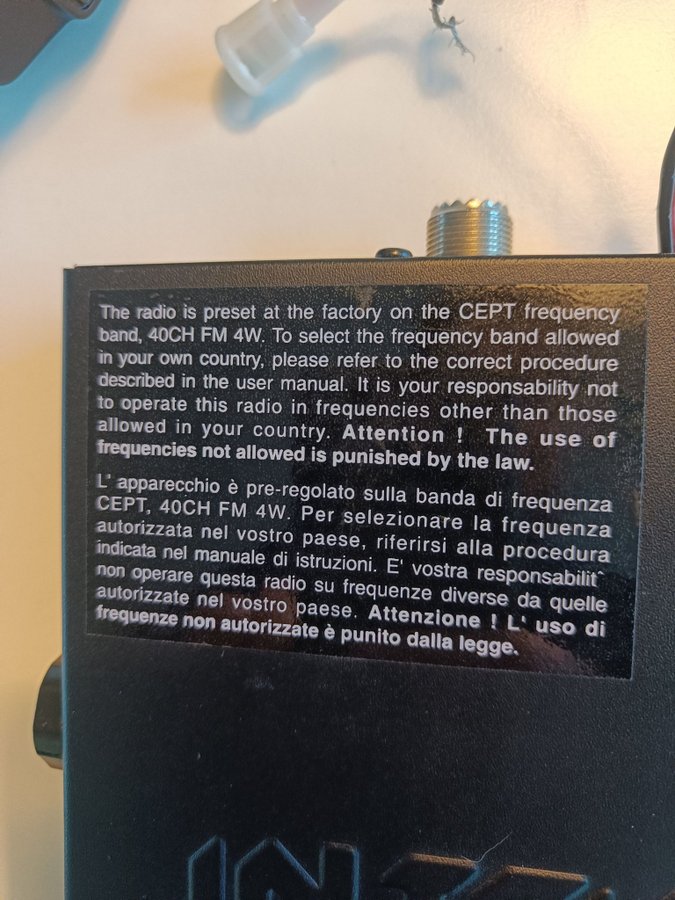 The radio is preset at the factory on the CEPT frequency
band, 40CH FM 4W. To select the frequency band allowed
in your own country, please refer to the correct procedure
described in the user manual. It is your responsability not
to operate this radio in frequencies other than those
allowed in your country. Attention ! The use of
frequencies not allowed is punished by the law.
L' apparecchio è pre-regolato sulla banda di frequenza
CEPT, 40CH FM 4W. Per selezionare la frequenza
autorizzata nel vostro paese, riferirsi alla procedura
indicata nel manuale di istruzioni. E' vostra responsabilit`
non operare questa radio su frequenze diverse da quelle
autorizzate nel vostro paese. Attenzione ! L' uso di
frequenze non autorizzate è punito dalla legge.